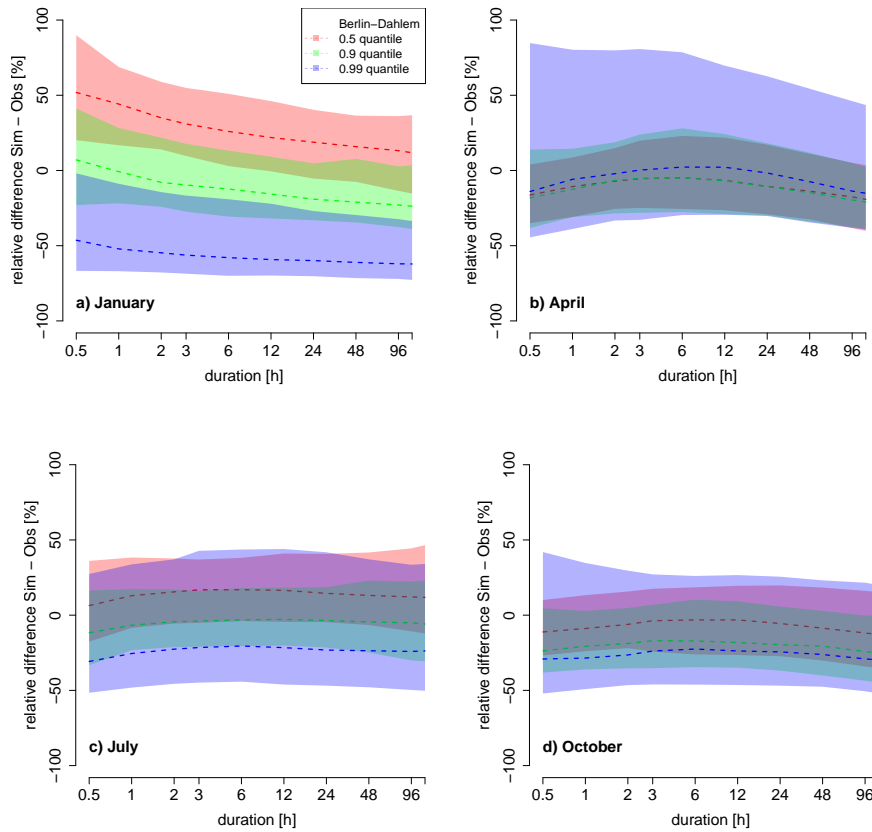 Berlin−Dahlem
0.5 quantile
0.9 quantile
0.99 quantile
relative difference Sim − Obs [%]
100
50
0
−50
−100
a) January
0.5 1 2 3 6 12 24 48 96
duration [h]
relative difference Sim − Obs [%]
100
50
0
−50
−100
b) April
0.5 1 2 3 6 12 24 48 96
duration [h]
relative difference Sim − Obs [%]
100
50
0
−50
−100
c) July
0.5 1 2 3 6 12 24 48 96
duration [h]
relative difference Sim − Obs [%]
100
50
0
−50
−100
d) October
0.5 1 2 3 6 12 24 48 96
duration [h]